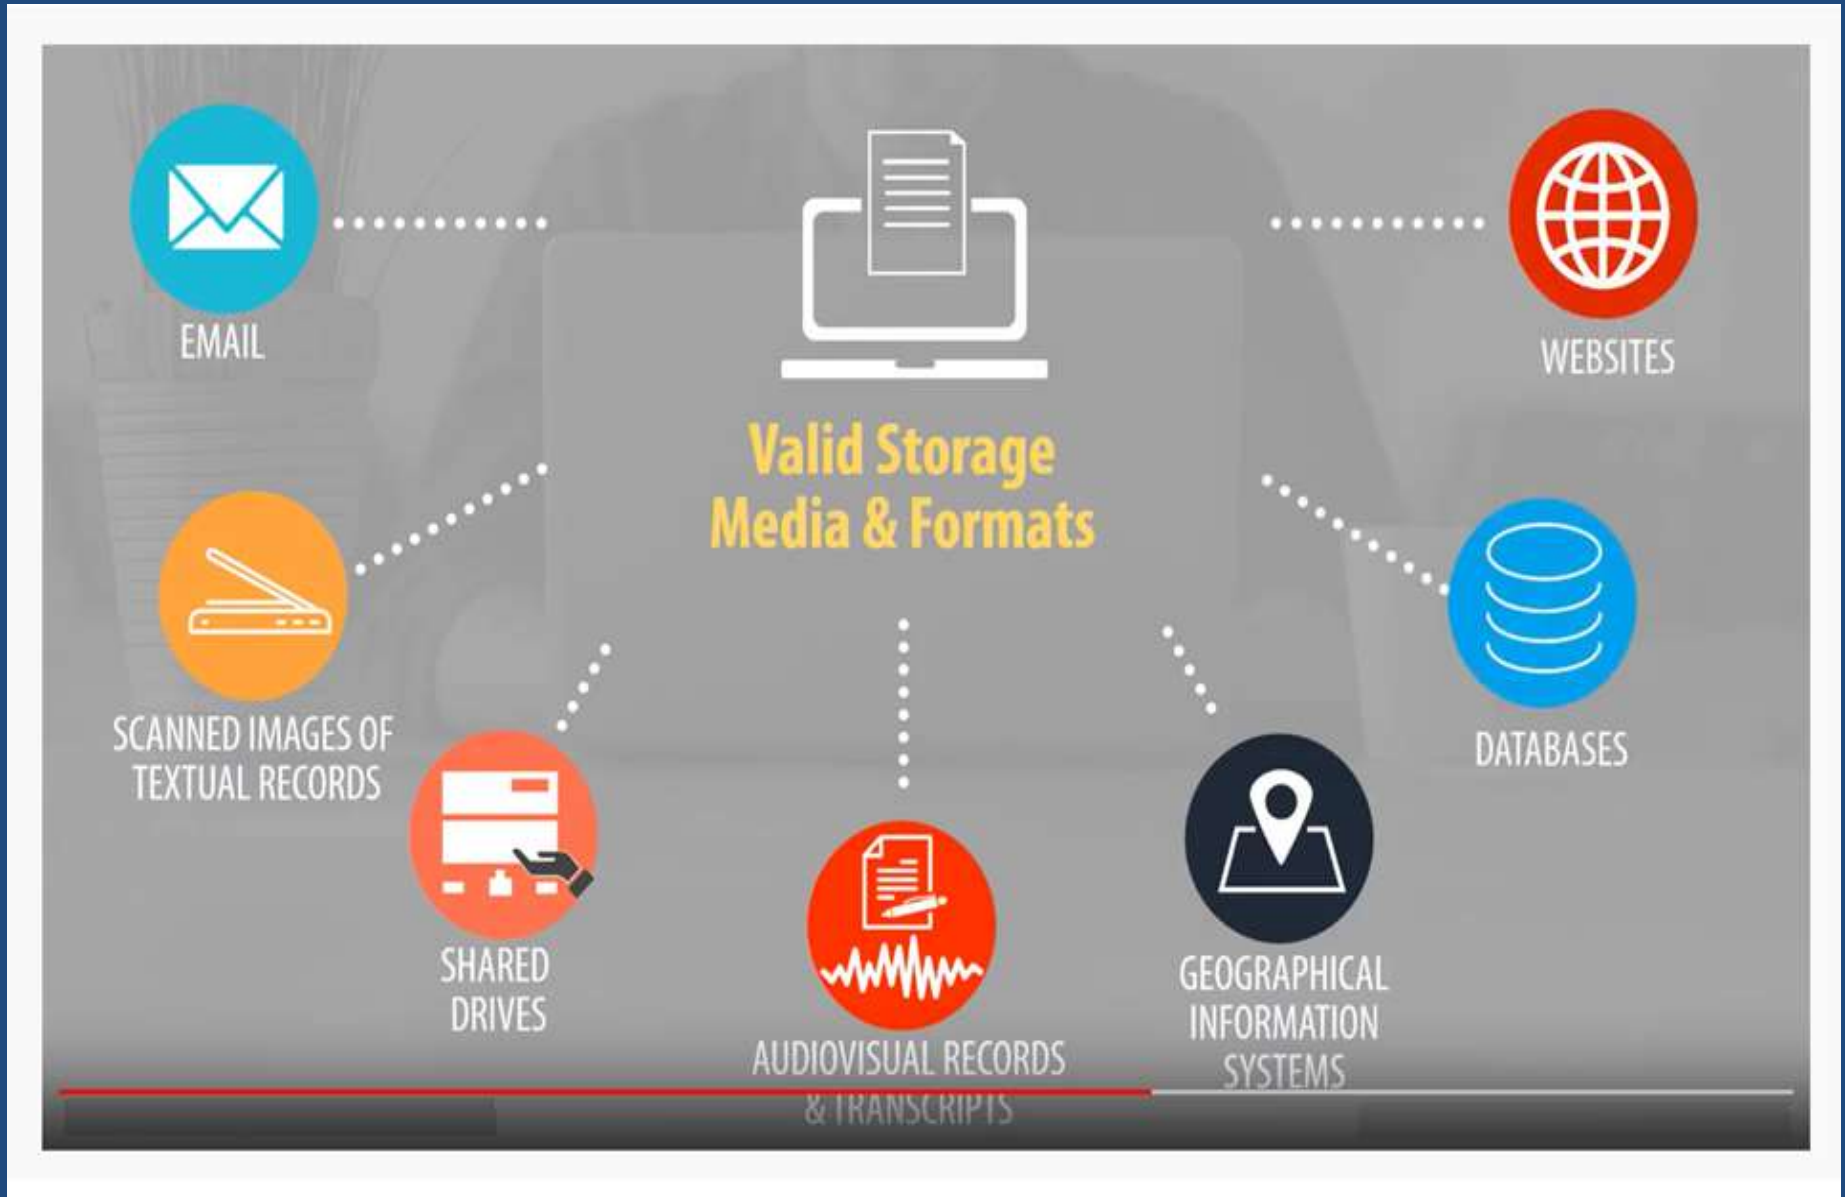 EMAIL
WEBSITES
Valid Storage
Media & Formats
SCANNED IMAGES OF
TEXTUAL RECORDS
DATABASES
SHARED
DRIVES
GEOGRAPHICAL
INFORMATION
SYSTEMS
AUDIOVISUAL RECORDS
& TRANSCRIPTS